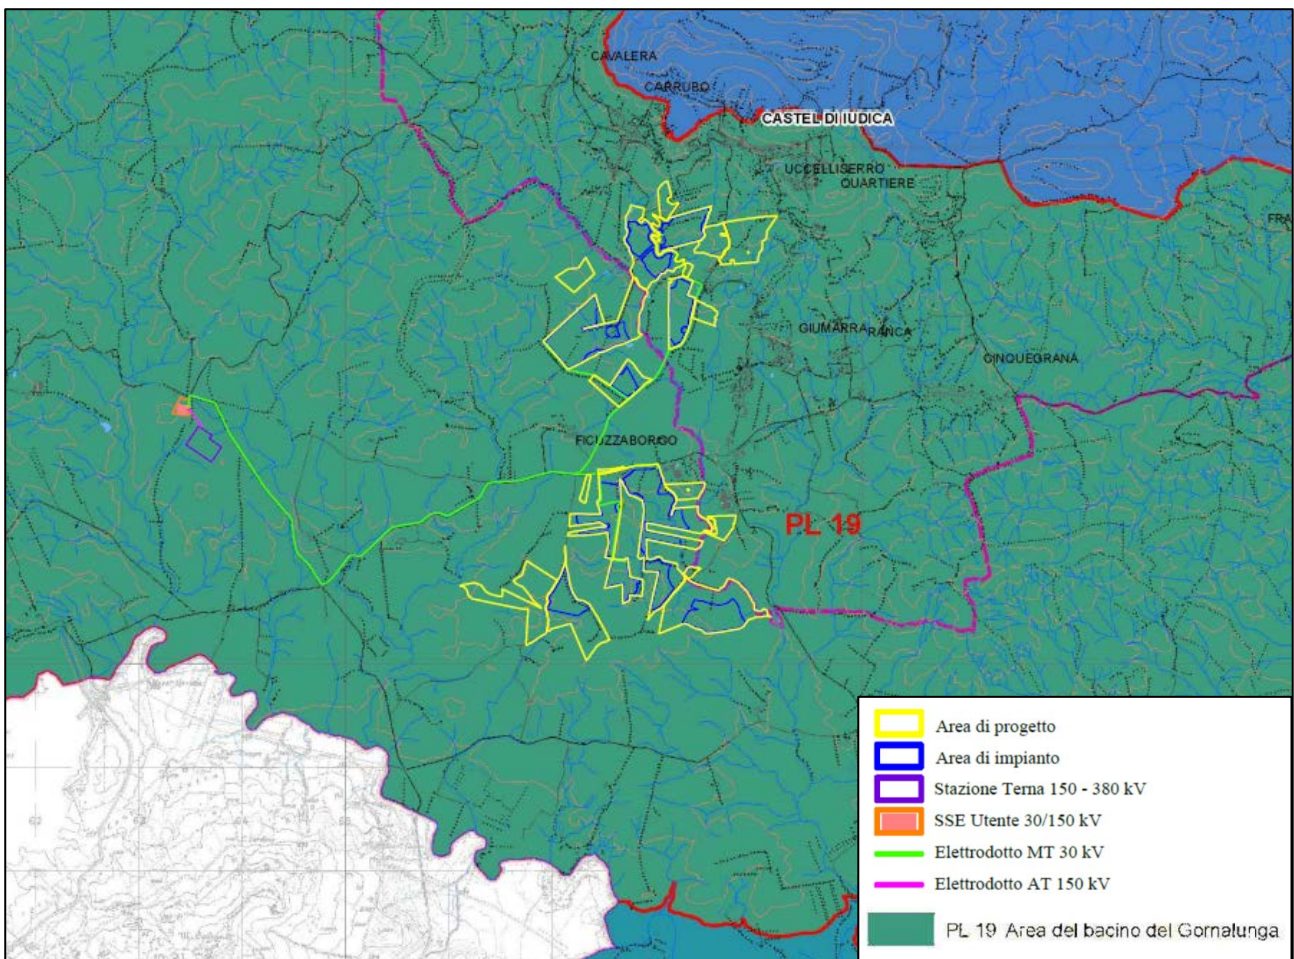 CAVALERA
CARRUBO
CASTEL DI IUDICA
UCCELLISERRO
QUARTIERE
FRA
GIUMARRA
RANCA
CINQUEGRANA
FICUZZABORGO
PL 19
62
Area di progetto
Area di impianto
Stazione Terna 150 - 380 kV
SSE Utente 30/150 kV
Elettrodotto MT 30 kV
Elettrodotto AT 150 kV
PL 19 Area del bacino del Gornalunga